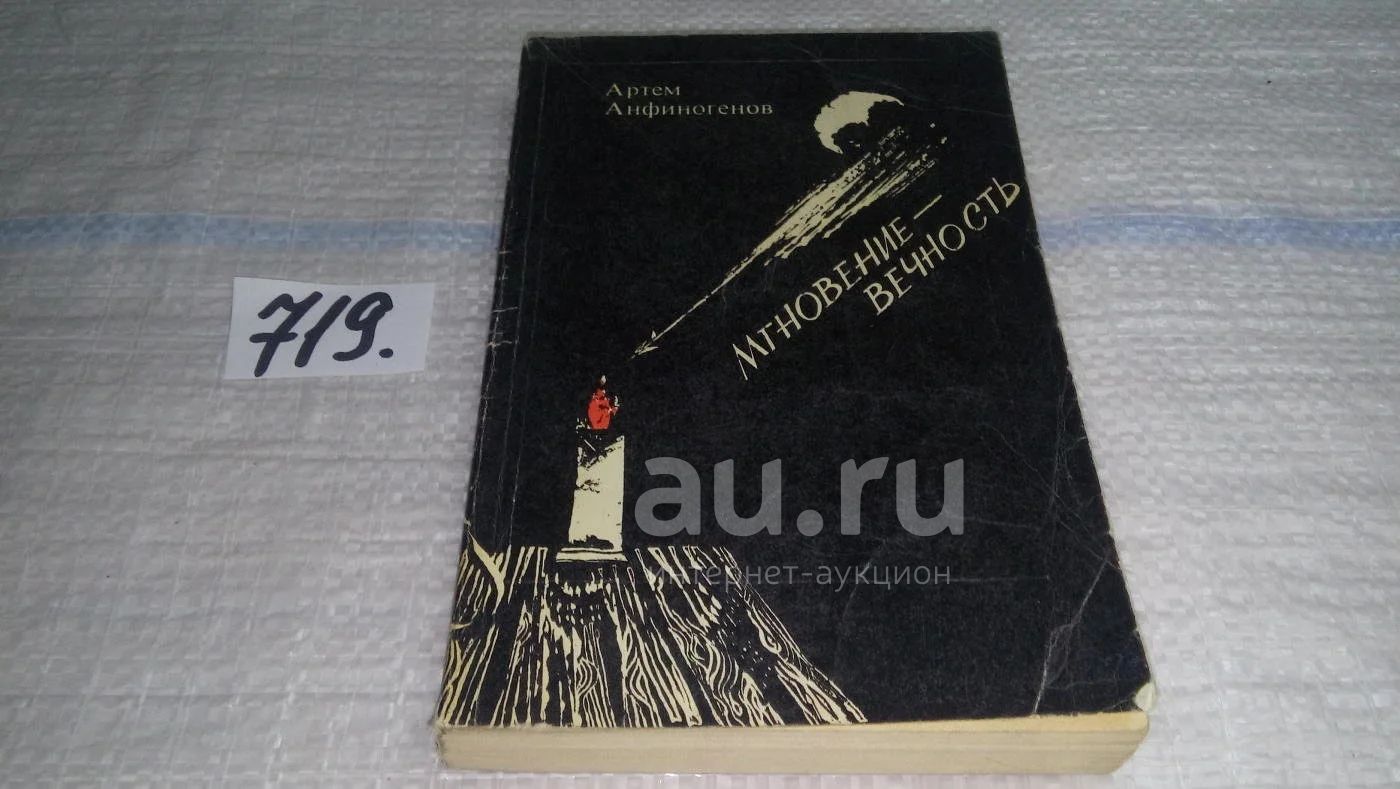 Артем
Анфиногенов
МГНОВЕНИЕ –
ВЕЧНОСТЬ
719.
au.ru
интернет-аукцион